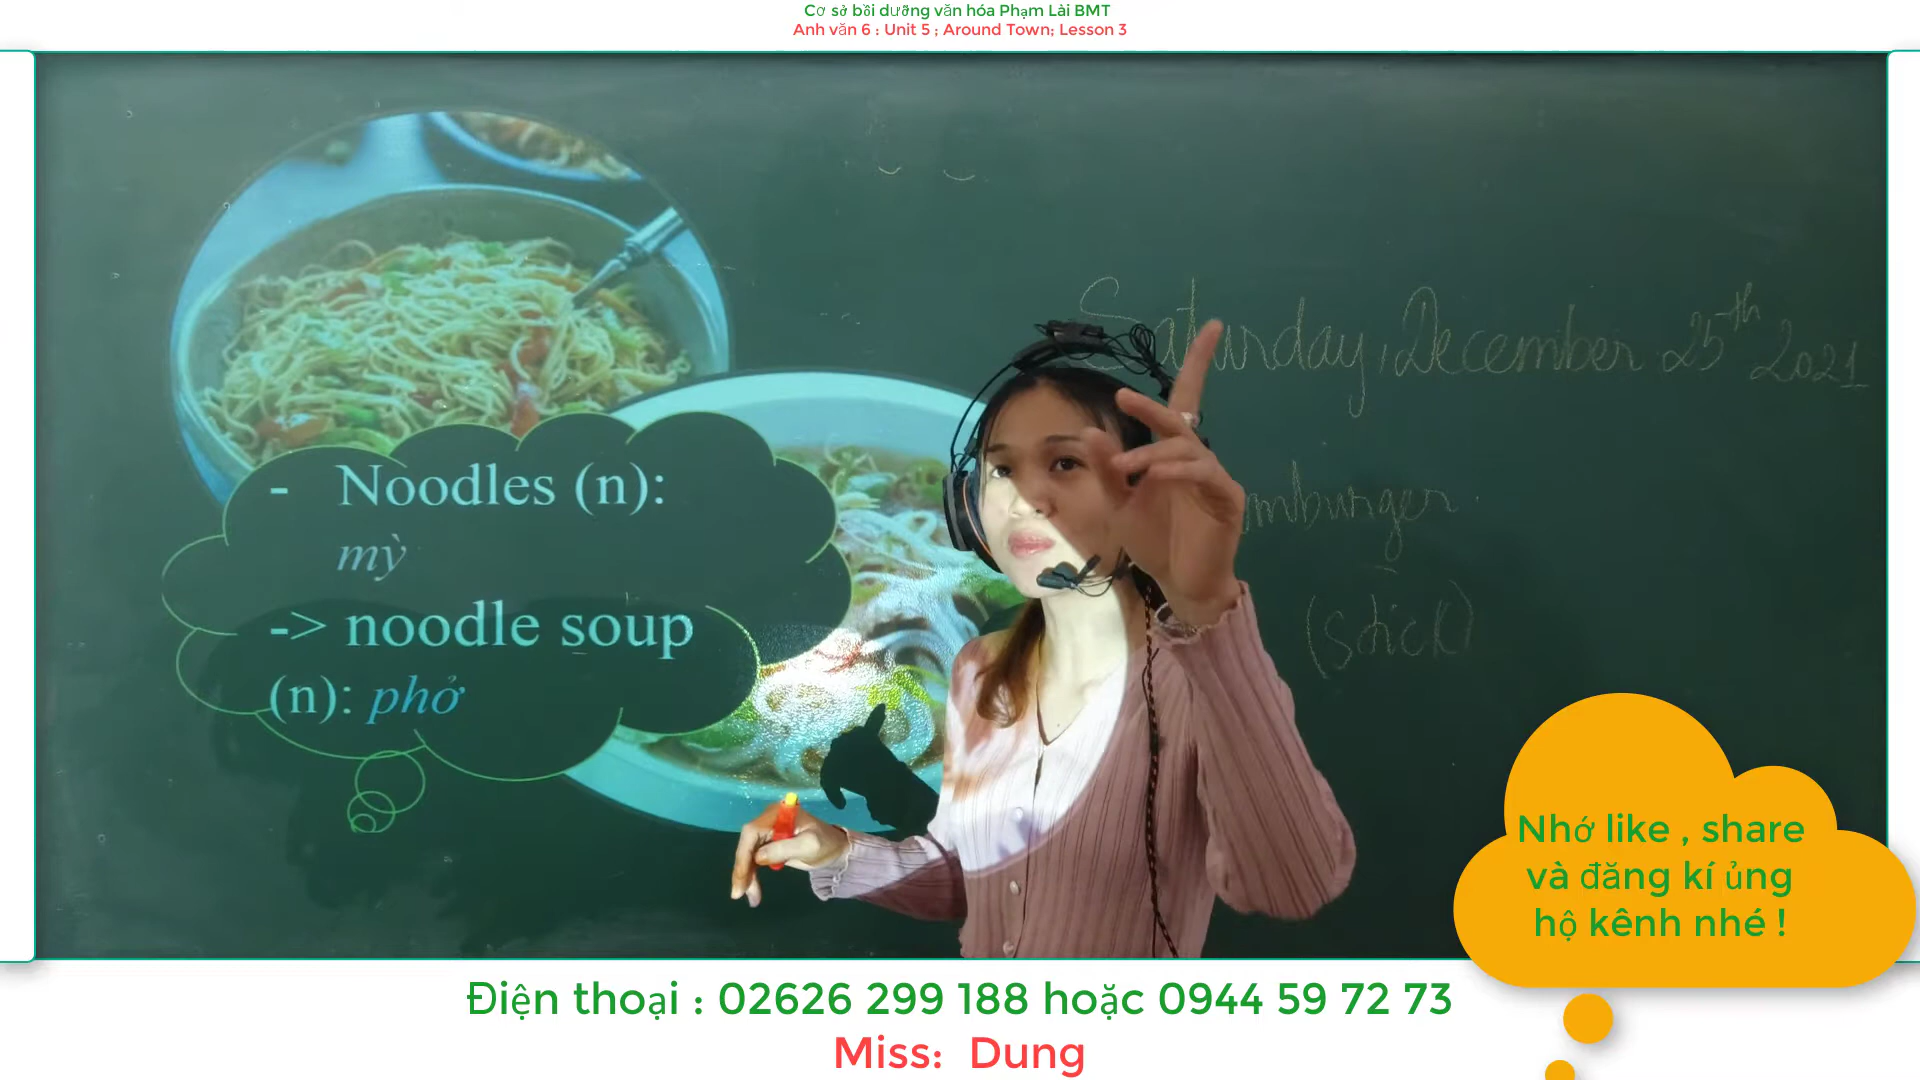 Cơ sở bồi dưỡng văn hóa Phạm Lài BMT
Anh văn 6 : Unit 5 ; Around Town; Lesson 3
Saturday, December 25th 2021
- Noodles (n):
mỳ
-> noodle soup
(n): phở
mburger
(stick)
Nhớ like , share
và đăng kí ủng
hộ kênh nhé !
Điện thoại : 02626 299 188 hoặc 0944 59 72 73
Miss: Dung